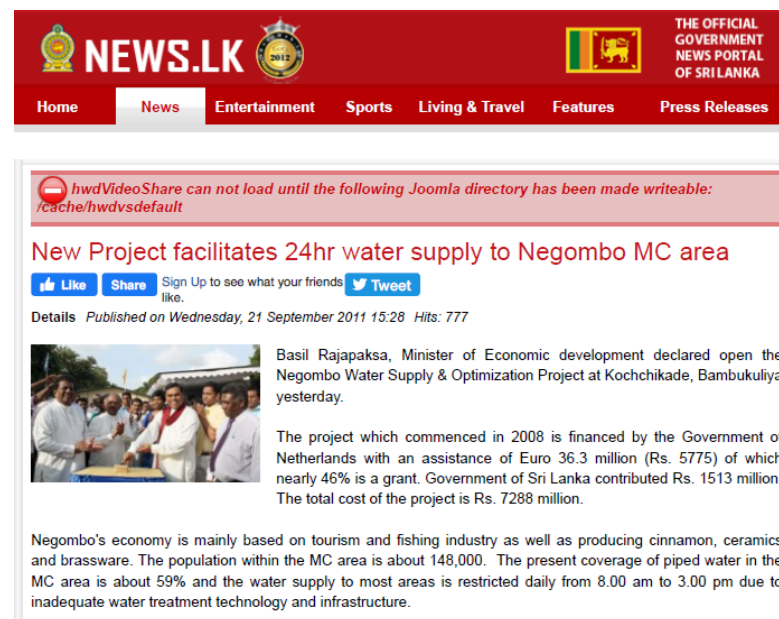 NEWS.LK
2012
THE OFFICIAL
GOVERNMENT
NEWS PORTAL
OF SRI LANKA
Home News Entertainment Sports Living & Travel Features Press Releases
hwdVideoShare can not load until the following Joomla directory has been made writeable:
/cache/hwdvsdefault
New Project facilitates 24hr water supply to Negombo MC area
Like Share Sign Up to see what your friends
like.
Tweet
Details Published on Wednesday, 21 September 2011 15:28 Hits: 777
Basil Rajapaksa, Minister of Economic development declared open the
Negombo Water Supply & Optimization Project at Kochchikade, Bambukuliya
yesterday.
The project which commenced in 2008 is financed by the Government of
Netherlands with an assistance of Euro 36.3 million (Rs. 5775) of which
nearly 46% is a grant. Government of Sri Lanka contributed Rs. 1513 million
The total cost of the project is Rs. 7288 million.
Negombo's economy is mainly based on tourism and fishing industry as well as producing cinnamon, ceramics
and brassware. The population within the MC area is about 148,000. The present coverage of piped water in the
MC area is about 59% and the water supply to most areas is restricted daily from 8.00 am to 3.00 pm due to
inadequate water treatment technology and infrastructure.